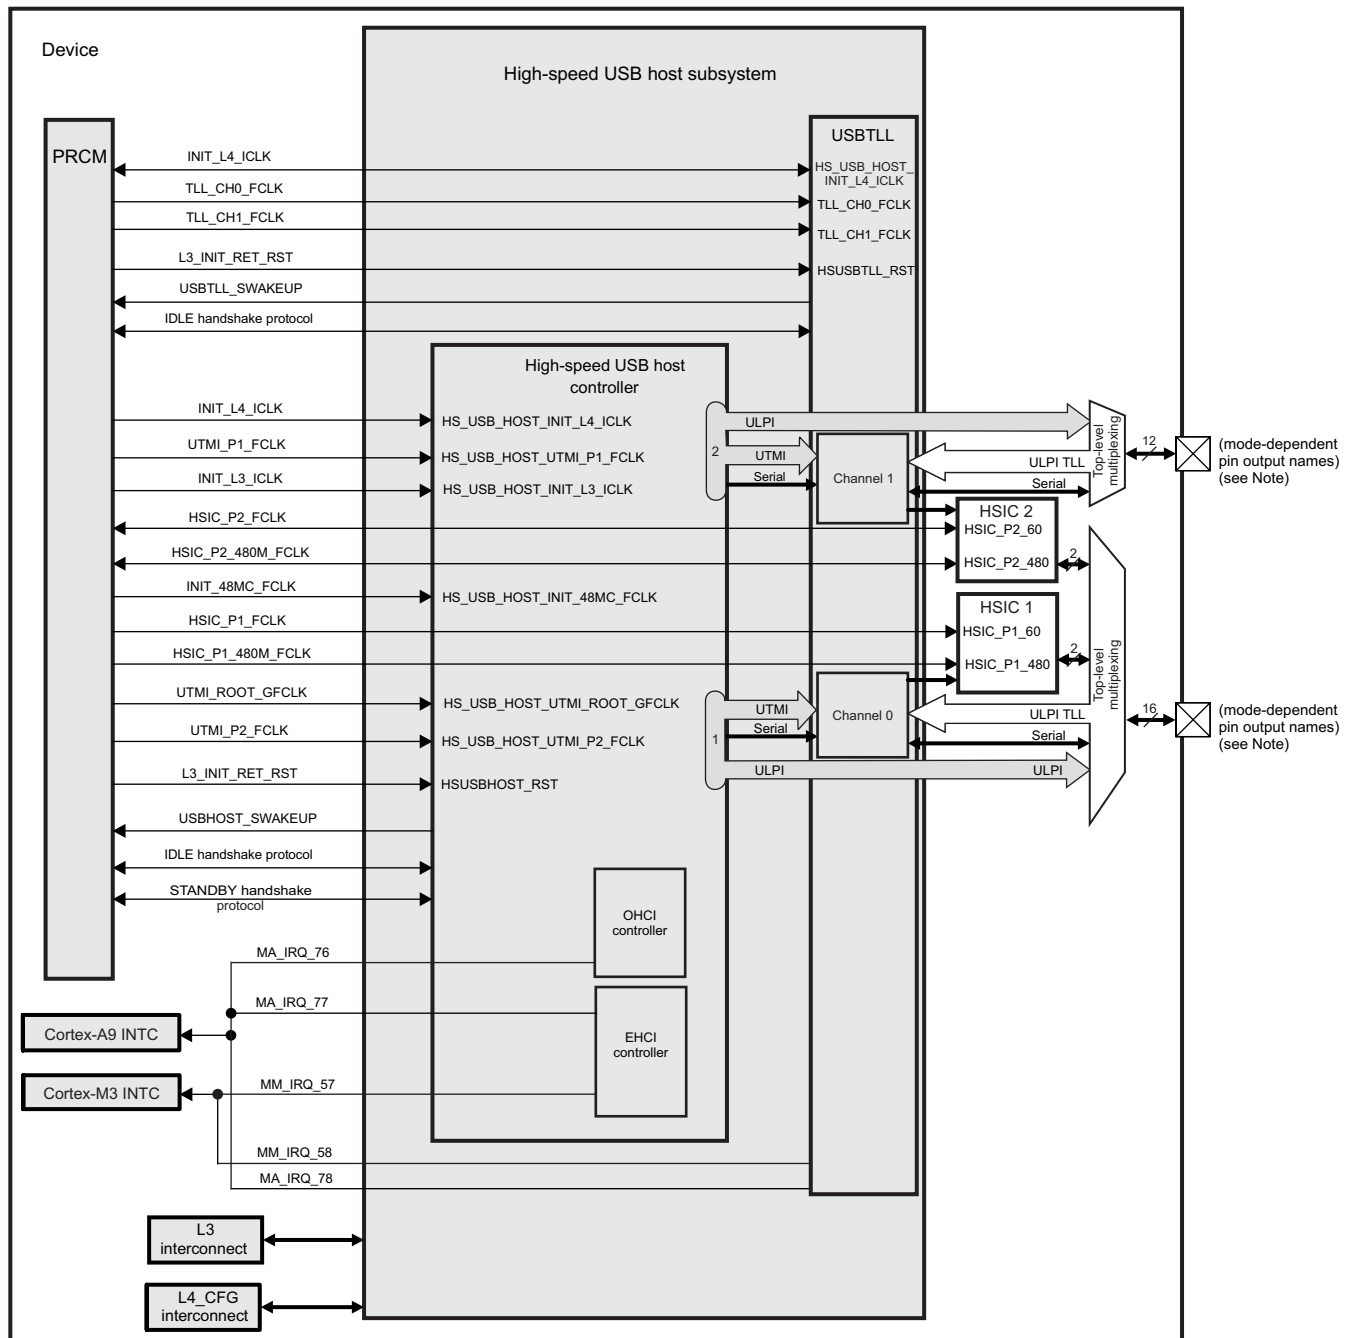 Device
High-speed USB host subsystem
PRCM
USBTLL
INIT_L4_ICLK
HS_USB_HOST_
INIT_L4_ICLK
TLL_CH0_FCLK
TLL_CH0_FCLK
TLL_CH1_FCLK
TLL_CH1_FCLK
L3_INIT_RET_RST
HSUSBTLL_RST
USBTLL_SWAKEUP
IDLE handshake protocol
High-speed USB host
controller
INIT_L4_ICLK
HS_USB_HOST_INIT_L4_ICLK
ULPI
UTMI_P1_FCLK
HS_USB_HOST_UTMI_P1_FCLK
2
UTMI
INIT_L3_ICLK
HS_USB_HOST_INIT_L3_ICLK
Serial
Channel 1
ULPI TLL
Serial
Top-level
multiplexing
12
(mode-dependent
pin output names)
(see Note)
HSIC_P2_FCLK
HSIC 2
HSIC_P2_60
HSIC_P2_480M_FCLK
HSIC_P2_480
2
INIT_48MC_FCLK
HS_USB_HOST_INIT_48MC_FCLK
HSIC_P1_FCLK
HSIC 1
HSIC_P1_60
HSIC_P1_480M_FCLK
HSIC_P1_480
2
Top-level
multiplexing
UTMI_ROOT_GFCLK
HS_USB_HOST_UTMI_ROOT_GFCLK
UTMI
Channel 0
ULPI TLL
16
(mode-dependent
pin output names)
(see Note)
Serial
Serial
UTMI_P2_FCLK
HS_USB_HOST_UTMI_P2_FCLK
1
L3_INIT_RET_RST
HSUSBHOST_RST
ULPI
ULPI
USBHOST_SWAKEUP
IDLE handshake protocol
STANDBY handshake
protocol
OHCI
controller
MA_IRQ_76
MA_IRQ_77
Cortex-A9 INTC
EHCI
controller
Cortex-M3 INTC
MM_IRQ_57
MM_IRQ_58
MA_IRQ_78
L3
interconnect
L4_CFG
interconnect